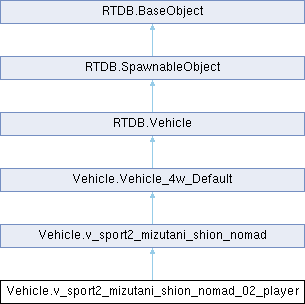 RTDB.BaseObject
RTDB.SpawnableObject
RTDB.Vehicle
Vehicle.Vehicle_4w_Default
Vehicle.v_sport2_mizutani_shion_nomad
Vehicle.v_sport2_mizutani_shion_nomad_02_player